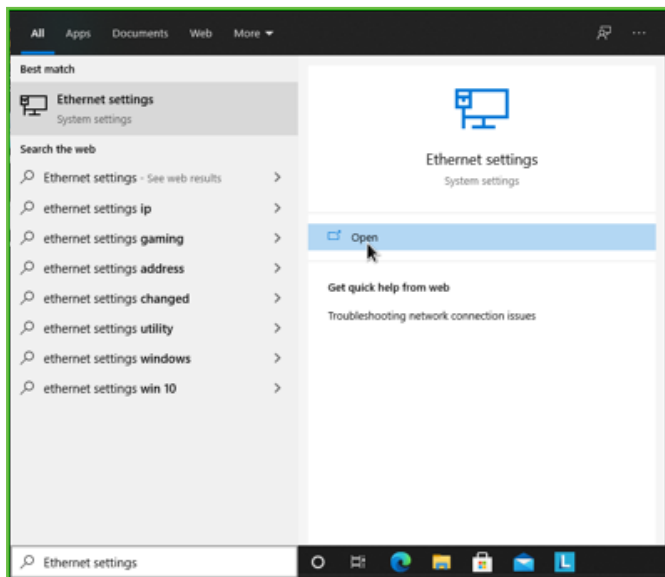 All Apps Documents Web More
Best match
Ethernet settings
System settings
Search the web
Ethernet settings - See web results
ethernet settings ip
ethernet settings gaming
ethernet settings address
ethernet settings changed
ethernet settings utility
ethernet settings windows
ethernet settings win 10
Ethernet settings
System settings
Open
Get quick help from web
Troubleshooting network connection issues
Ethernet settings
L